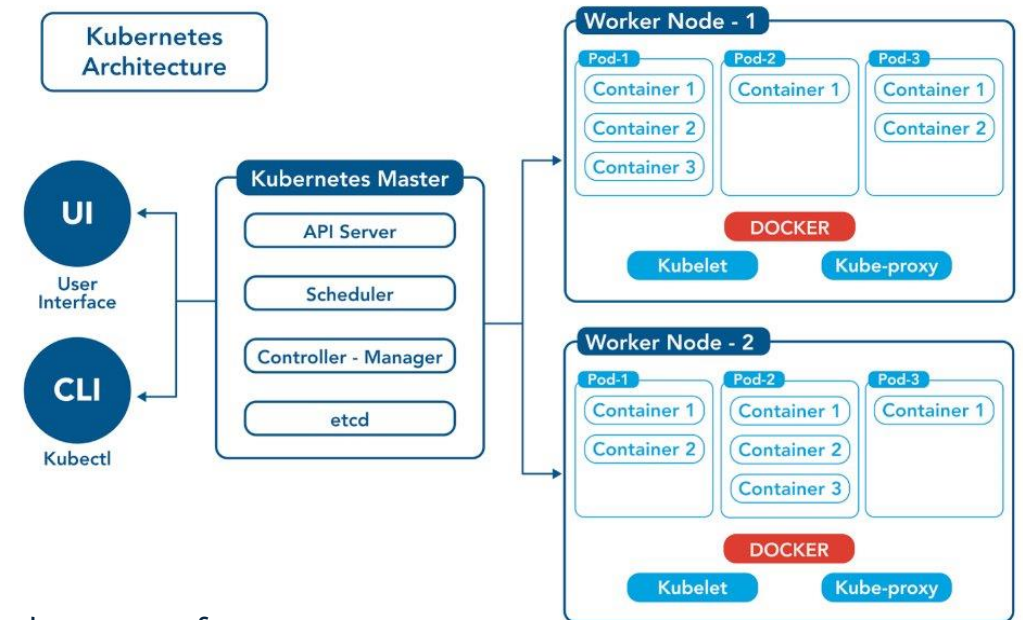 Kubernetes
Architecture
UI
User
Interface
CLI
Kubectl
Kubernetes Master
API Server
Scheduler
Controller - Manager
etcd
Worker Node - 1
Pod-1
Container 1
Container 2
Container 3
Pod-2
Container 1
Pod-3
Container 1
Container 2
DOCKER
Kubelet
Kube-proxy
Worker Node - 2
Pod-1
Container 1
Container 2
Pod-2
Container 1
Container 2
Container 3
Pod-3
Container 1
DOCKER
Kubelet
Kube-proxy